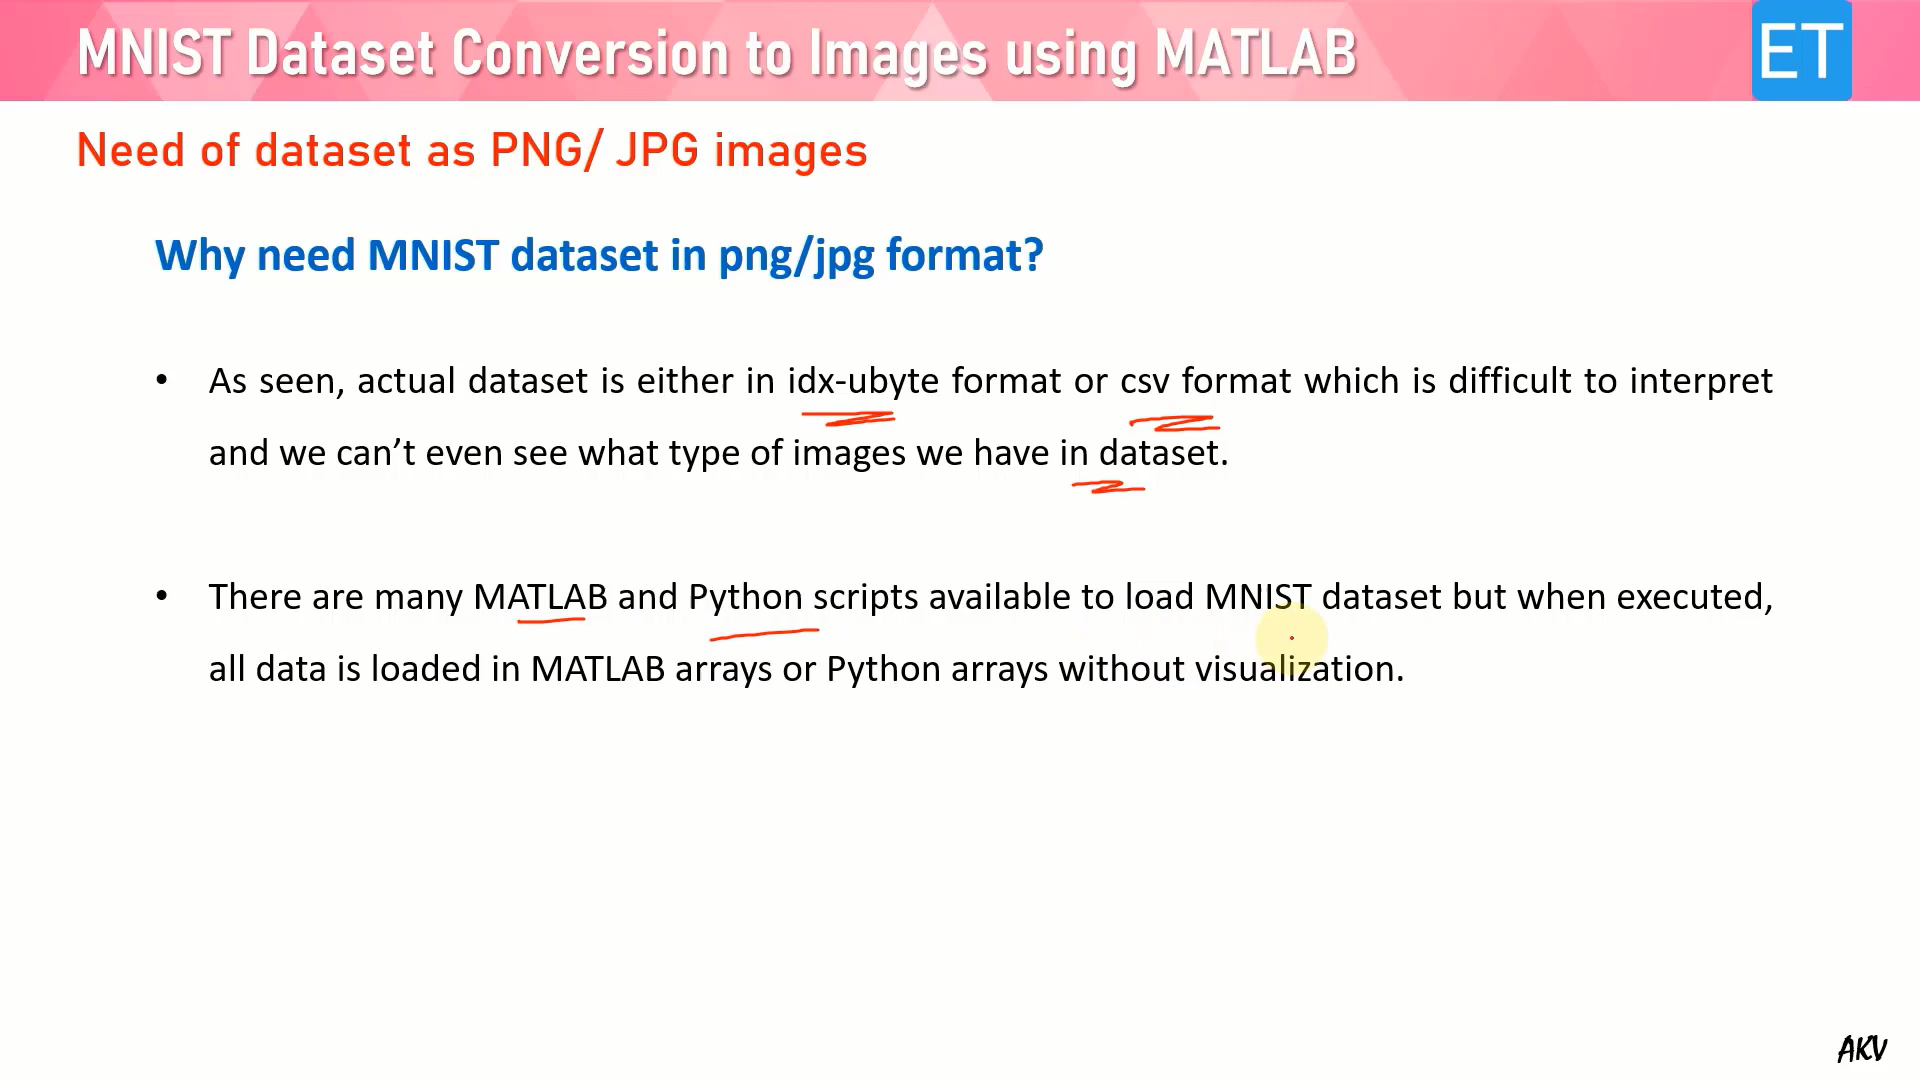 MNIST Dataset Conversion to Images using MATLAB
ET
Need of dataset as PNG/ JPG images
Why need MNIST dataset in png/jpg format?
• As seen, actual dataset is either in idx-ubyte format or csv format which is difficult to interpret
and we can’t even see what type of images we have in dataset.
• There are many MATLAB and Python scripts available to load MNIST dataset but when executed,
all data is loaded in MATLAB arrays or Python arrays without visualization.
AKV